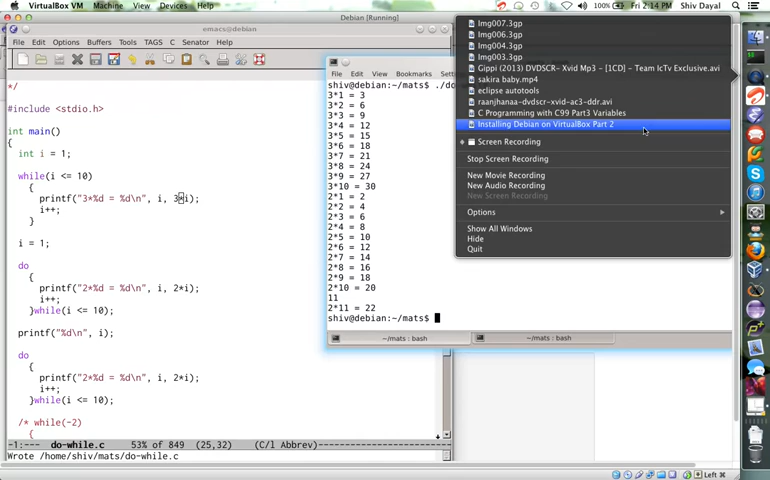 VirtualBox VM Machine View Devices Help 100% Fri 2:14 PM Shiv Dayal
Debian [Running]
emacs@debian
File Edit Options Buffers Tools TAGS C Senator Help
*/
#include <stdio.h>
int main()
{
int i = 1;
while(i <= 10)
{
printf("3*%d = %d\n", i, 3*i);
i++;
}
i = 1;
do
{
printf("2*%d = %d\n", i, 2*i);
i++;
}while(i <= 10);
printf("%d\n", i);
do
{
printf("2*%d = %d\n", i, 2*i);
i++;
}while(i <= 10);
/* while(-2)
{
-1:--- do-while.c 53% of 849 (25,32) (C/l Abbrev)
Wrote /home/shiv/mats/do-while.c
File Edit View Bookmarks
shiv@debian:~/mats$ ./do
3*1 = 3
3*2 = 6
3*3 = 9
3*4 = 12
3*5 = 15
3*6 = 18
3*7 = 21
3*8 = 24
3*9 = 27
3*10 = 30
2*1 = 2
2*2 = 4
2*3 = 6
2*4 = 8
2*5 = 10
2*6 = 12
2*7 = 14
2*8 = 16
2*9 = 18
2*10 = 20
11
2*11 = 22
shiv@debian:~/mats$
~/mats : bash ~/mats : bash
Img007.3gp
Img006.3gp
Img004.3gp
Img003.3gp
Gippi (2013) DVDSCR~ Xvid Mp3 ~ [1CD] ~ Team IcTv Exclusive.avi
sakira baby.mp4
eclipse autotools
raanjhanaa-dvdscr-xvid-ac3-ddr.avi
C Programming with C99 Part3 Variables
Installing Debian on VirtualBox Part 2
Screen Recording
Stop Screen Recording
New Movie Recording
New Audio Recording
New Screen Recording
Options
Show All Windows
Hide
Quit
Left ⌘